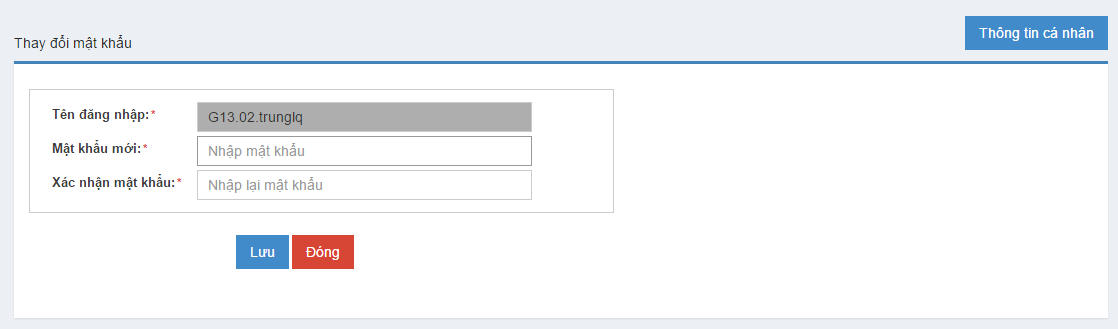 Thay đổi mật khẩu
Thông tin cá nhân
Tên đăng nhập:*
G13.02.trunglq
Mật khẩu mới:*
Nhập mật khẩu
Xác nhận mật khẩu:*
Nhập lại mật khẩu
Lưu
Đóng